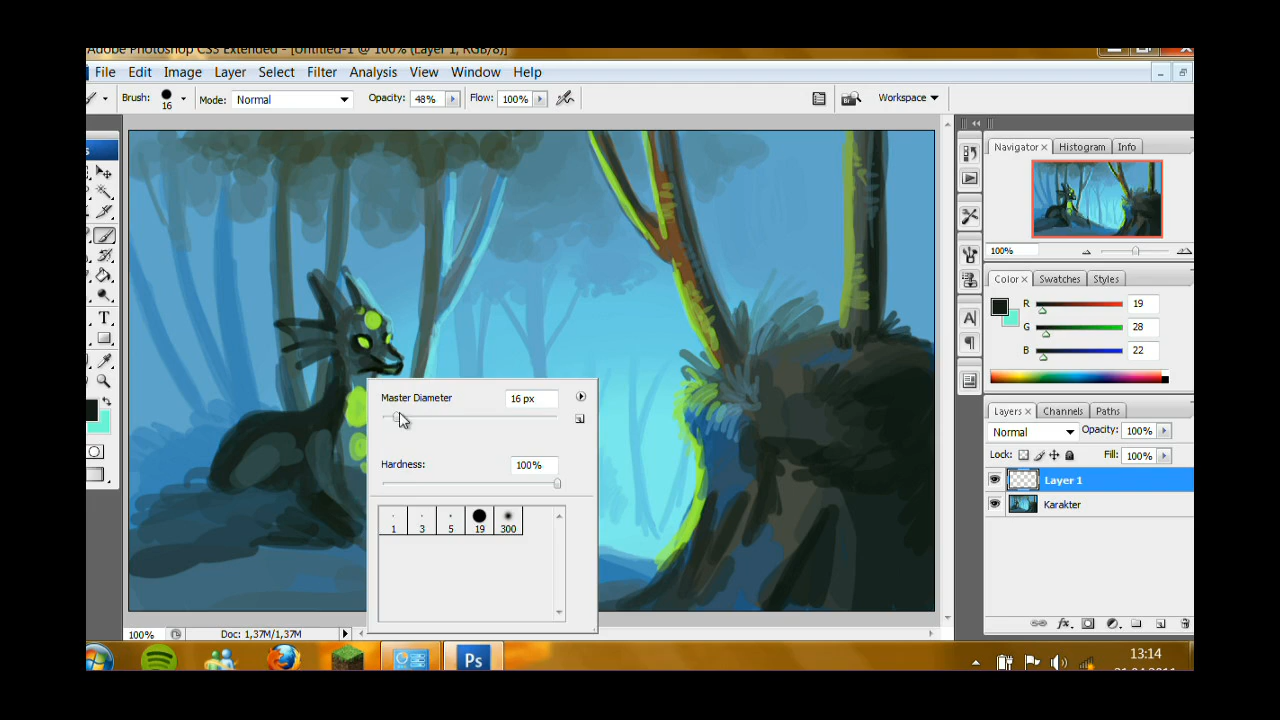 Adobe Photoshop CS3 Extended - [Untitled-1 @ 100% (Layer 1, RGB/8)]
File Edit Image Layer Select Filter Analysis View Window Help
Brush: 16 Mode: Normal Opacity: 48% Flow: 100% Workspace
Navigator × Histogram Info
100%
Color × Swatches Styles
R 19
G 28
B 22
Master Diameter 16 px
Hardness: 100%
1 3 5 19 300
Layers × Channels Paths
Normal Opacity: 100%
Lock: Fill: 100%
Layer 1
Karakter
100% Doc: 1,37M/1,37M
Ps
13:14